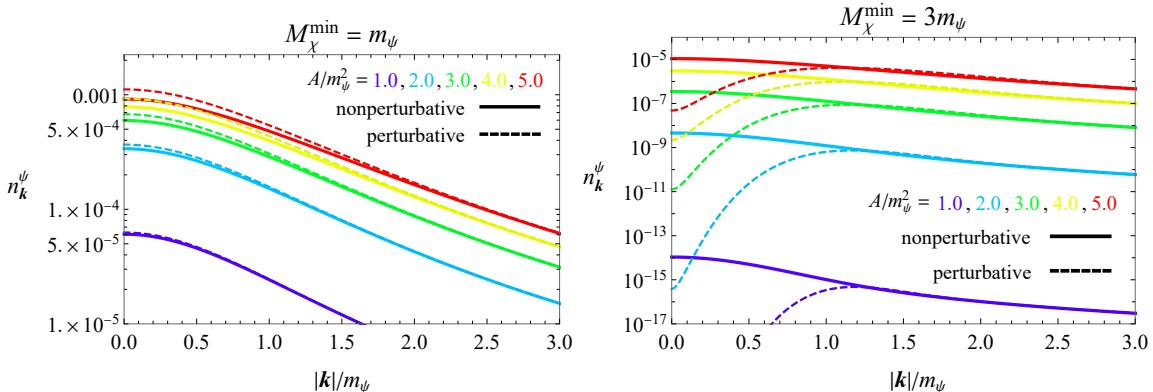 M_χ^min = m_ψ
A/m_ψ^2 = 1.0 , 2.0 , 3.0 , 4.0 , 5.0
nonperturbative
perturbative
0.001
5. × 10^-4
1. × 10^-4
5. × 10^-5
1. × 10^-5
n_k^ψ
0.0 0.5 1.0 1.5 2.0 2.5 3.0
|k|/m_ψ
M_χ^min = 3m_ψ
10^-5
10^-7
10^-9
10^-11
10^-13
10^-15
10^-17
n_k^ψ
A/m_ψ^2 = 1.0 , 2.0 , 3.0 , 4.0 , 5.0
nonperturbative
perturbative
0.0 0.5 1.0 1.5 2.0 2.5 3.0
|k|/m_ψ